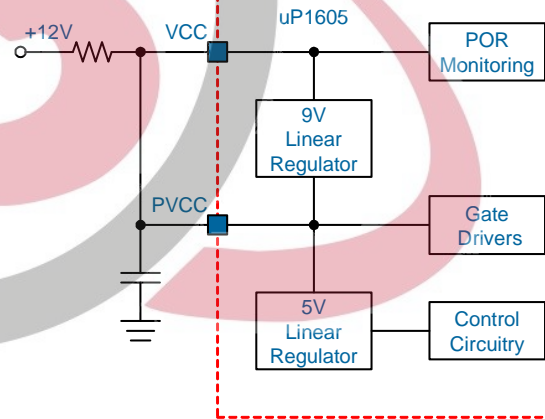 uP1605
+12V
VCC
POR
Monitoring
9V
Linear
Regulator
PVCC
Gate
Drivers
5V
Linear
Regulator
Control
Circuitry